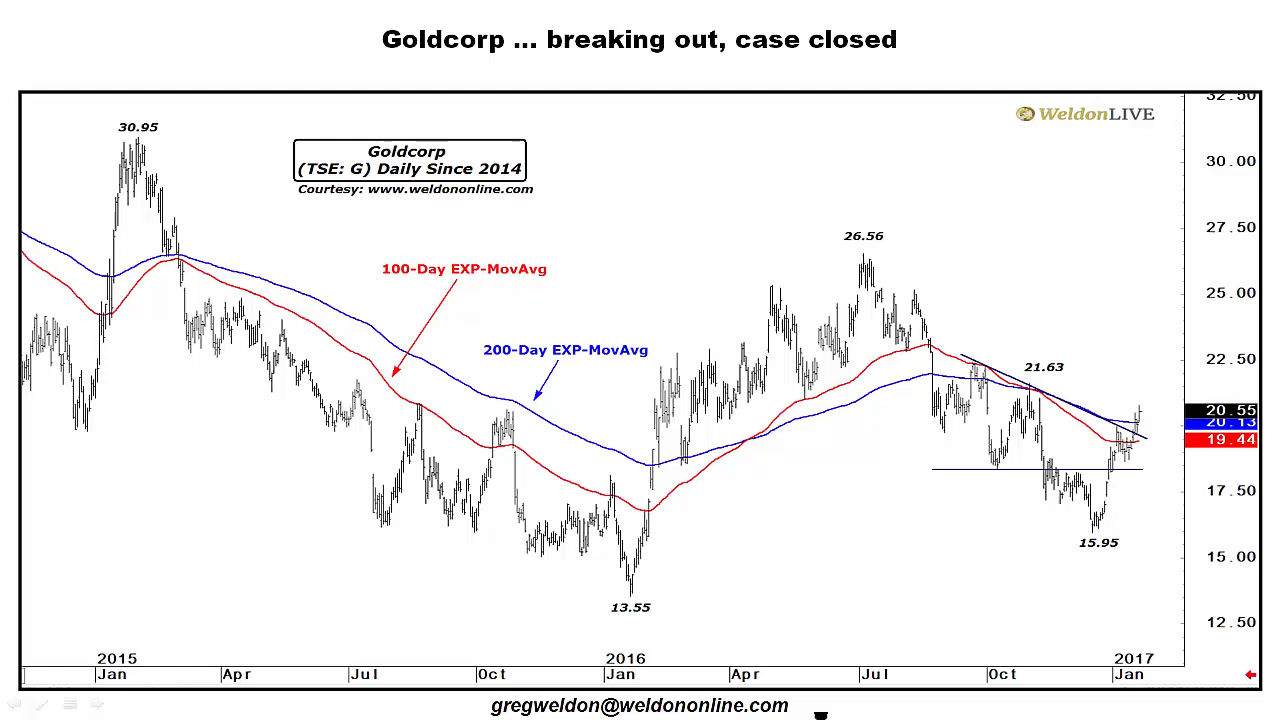 Goldcorp ... breaking out, case closed
32.50
WeldonLIVE
30.95
Goldcorp
(TSE: G) Daily Since 2014
Courtesy: www.weldononline.com
30.00
27.50
26.56
100-Day EXP-MovAvg
25.00
200-Day EXP-MovAvg
22.50
21.63
20.55
20.13
19.44
17.50
15.95
15.00
13.55
12.50
2015 2016 2017
Jan Apr Jul Oct Jan Apr Jul Oct Jan
gregweldon@weldononline.com